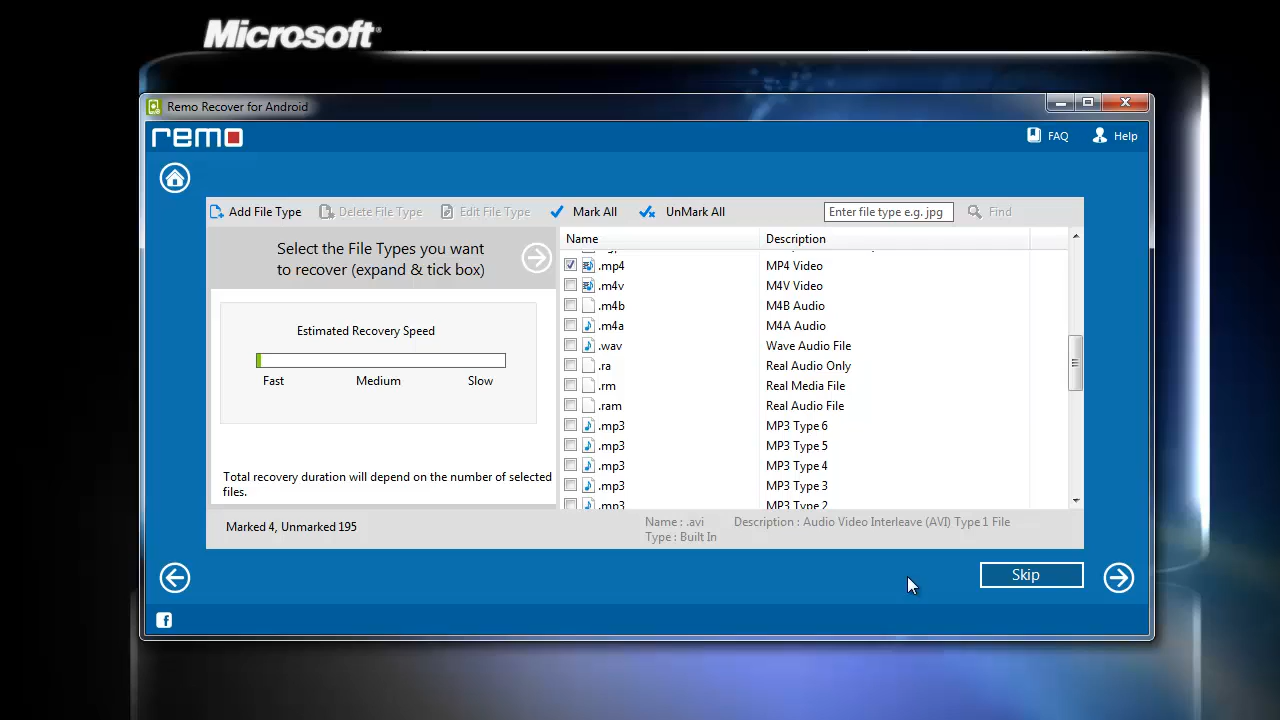 Microsoft®
Remo Recover for Android
remo
FAQ
Help
Add File Type
Delete File Type
Edit File Type
Mark All
UnMark All
Enter file type e.g. jpg
Find
Select the File Types you want
to recover (expand & tick box)
Estimated Recovery Speed
Fast Medium Slow
Total recovery duration will depend on the number of selected
files.
Name Description
.mp4 MP4 Video
.m4v M4V Video
.m4b M4B Audio
.m4a M4A Audio
.wav Wave Audio File
.ra Real Audio Only
.rm Real Media File
.ram Real Audio File
.mp3 MP3 Type 6
.mp3 MP3 Type 5
.mp3 MP3 Type 4
.mp3 MP3 Type 3
.mp3 MP3 Type 2
Marked 4, Unmarked 195
Name : .avi Description : Audio Video Interleave (AVI) Type 1 File
Type : Built In
Skip
f